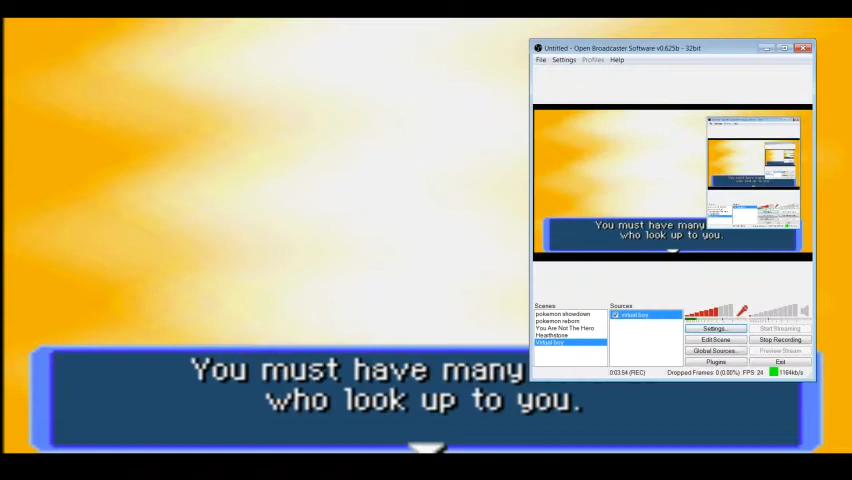 Untitled - Open Broadcaster Software v0.625b - 32bit
File Settings Profiles Help
You must have many
who look up to you.
Scenes
pokemon showdown
pokemon reborn
You Are Not The Hero
Hearthstone
Virtual boy
Sources
virtual boy
Settings...
Start Streaming
Edit Scene
Stop Recording
Global Sources...
Preview Stream
Plugins
Exit
0:03:54 (REC)
Dropped Frames: 0 (0.00%) FPS: 24
1164kb/s
You must have many
who look up to you.